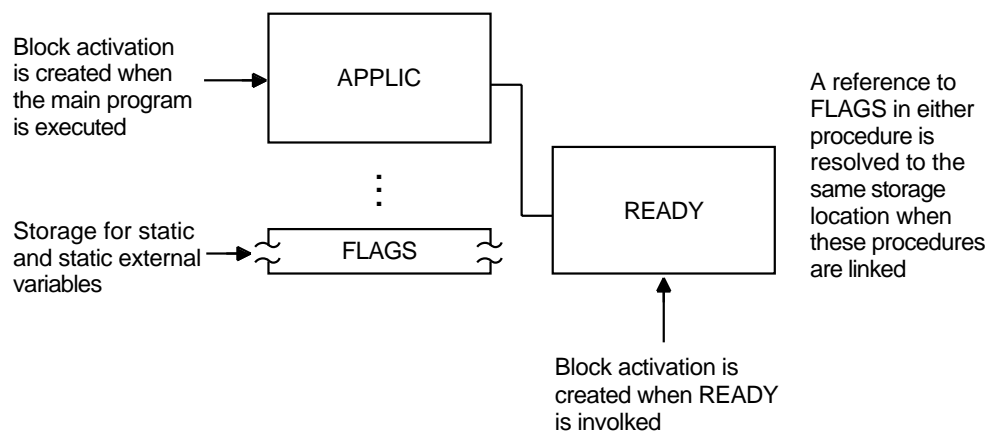 Block activation
is created when
the main program
is executed
APPLIC
A reference to
FLAGS in either
procedure is
resolved to the
same storage
location when
these procedures
are linked
READY
Storage for static
and static external
variables
FLAGS
Block activation is
created when READY
is involked